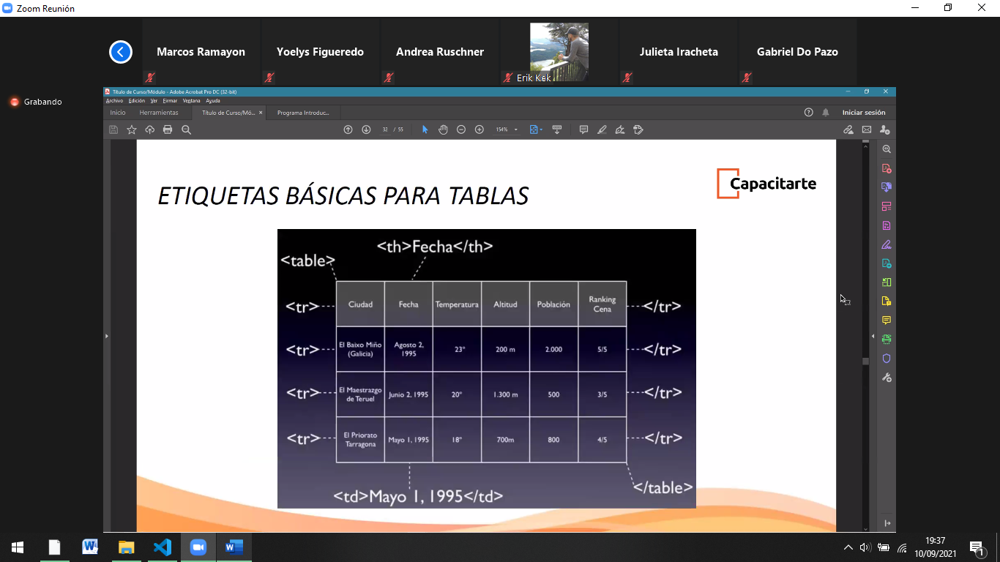 Zoom Reunión
Marcos Ramayon
Yoelys Figueredo
Andrea Ruschner
Erik Kek
Julieta Iracheta
Gabriel Do Pazo
Grabando
Título de Curso/Módulo - Adobe Acrobat Pro DC (32-bit)
Archivo Edición Ver Firmar Ventana Ayuda
Inicio Herramientas Título de Curso/Mó... × Programa Introduc... Iniciar sesión
32 / 55 154%
ETIQUETAS BÁSICAS PARA TABLAS
Capacitarte
<th>Fecha</th>
<table>
<tr> Ciudad Fecha Temperatura Altitud Población Ranking Cena </tr>
<tr> El Baixo Miño (Galicia) Agosto 2, 1995 23° 200 m 2.000 5/5 </tr>
<tr> El Maestrazgo de Teruel Junio 2, 1995 20° 1.300 m 500 3/5 </tr>
<tr> El Priorato Tarragona Mayo 1, 1995 18° 700m 800 4/5 </tr>
</table>
<td>Mayo 1, 1995</td>
19:37
10/09/2021
1